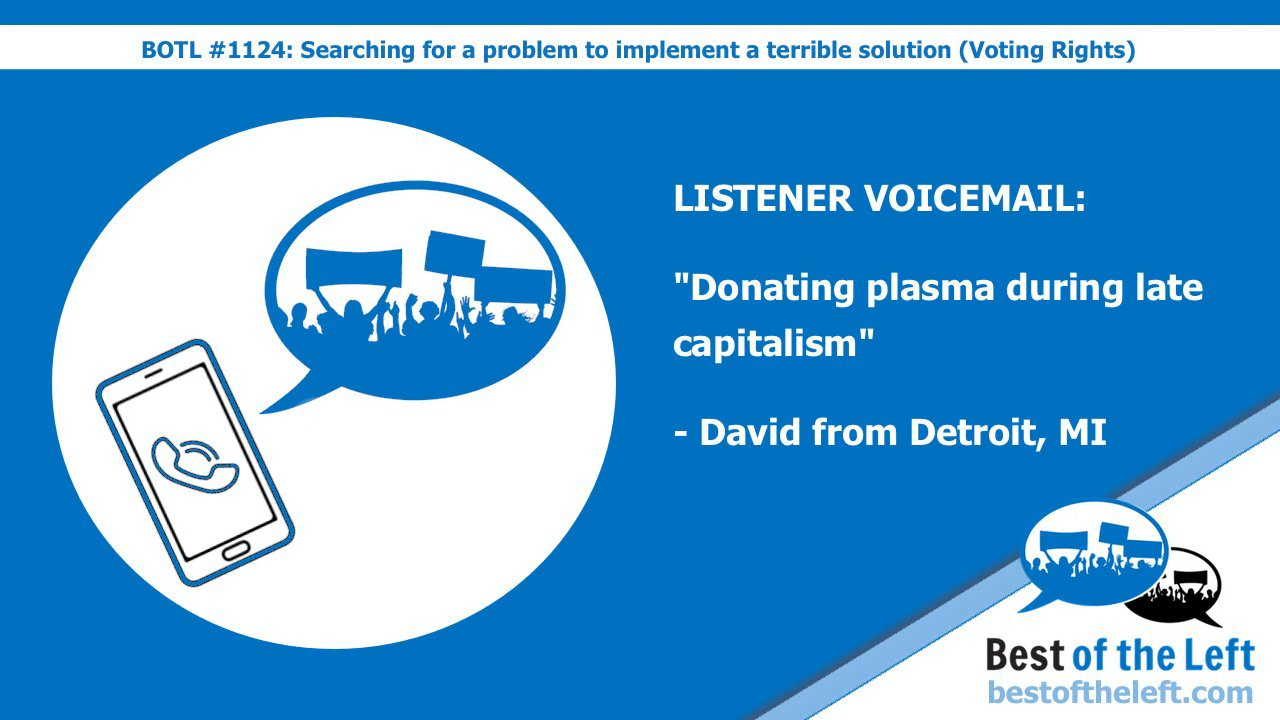 BOTL #1124: Searching for a problem to implement a terrible solution (Voting Rights)
LISTENER VOICEMAIL:
"Donating plasma during late
capitalism"
- David from Detroit, MI
Best of the Left
bestoftheleft.com